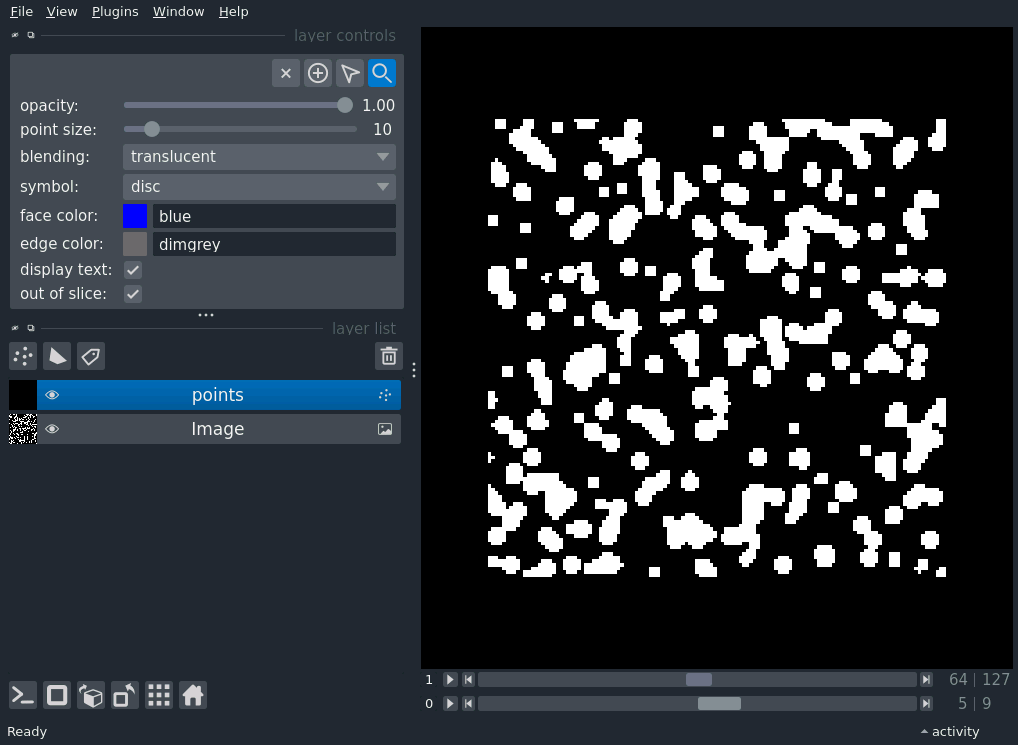 File View Plugins Window Help
layer controls
opacity: 1.00
point size: 10
blending: translucent
symbol: disc
face color: blue
edge color: dimgrey
display text:
out of slice:
layer list
points
Image
1 64 | 127
0 5 | 9
Ready activity